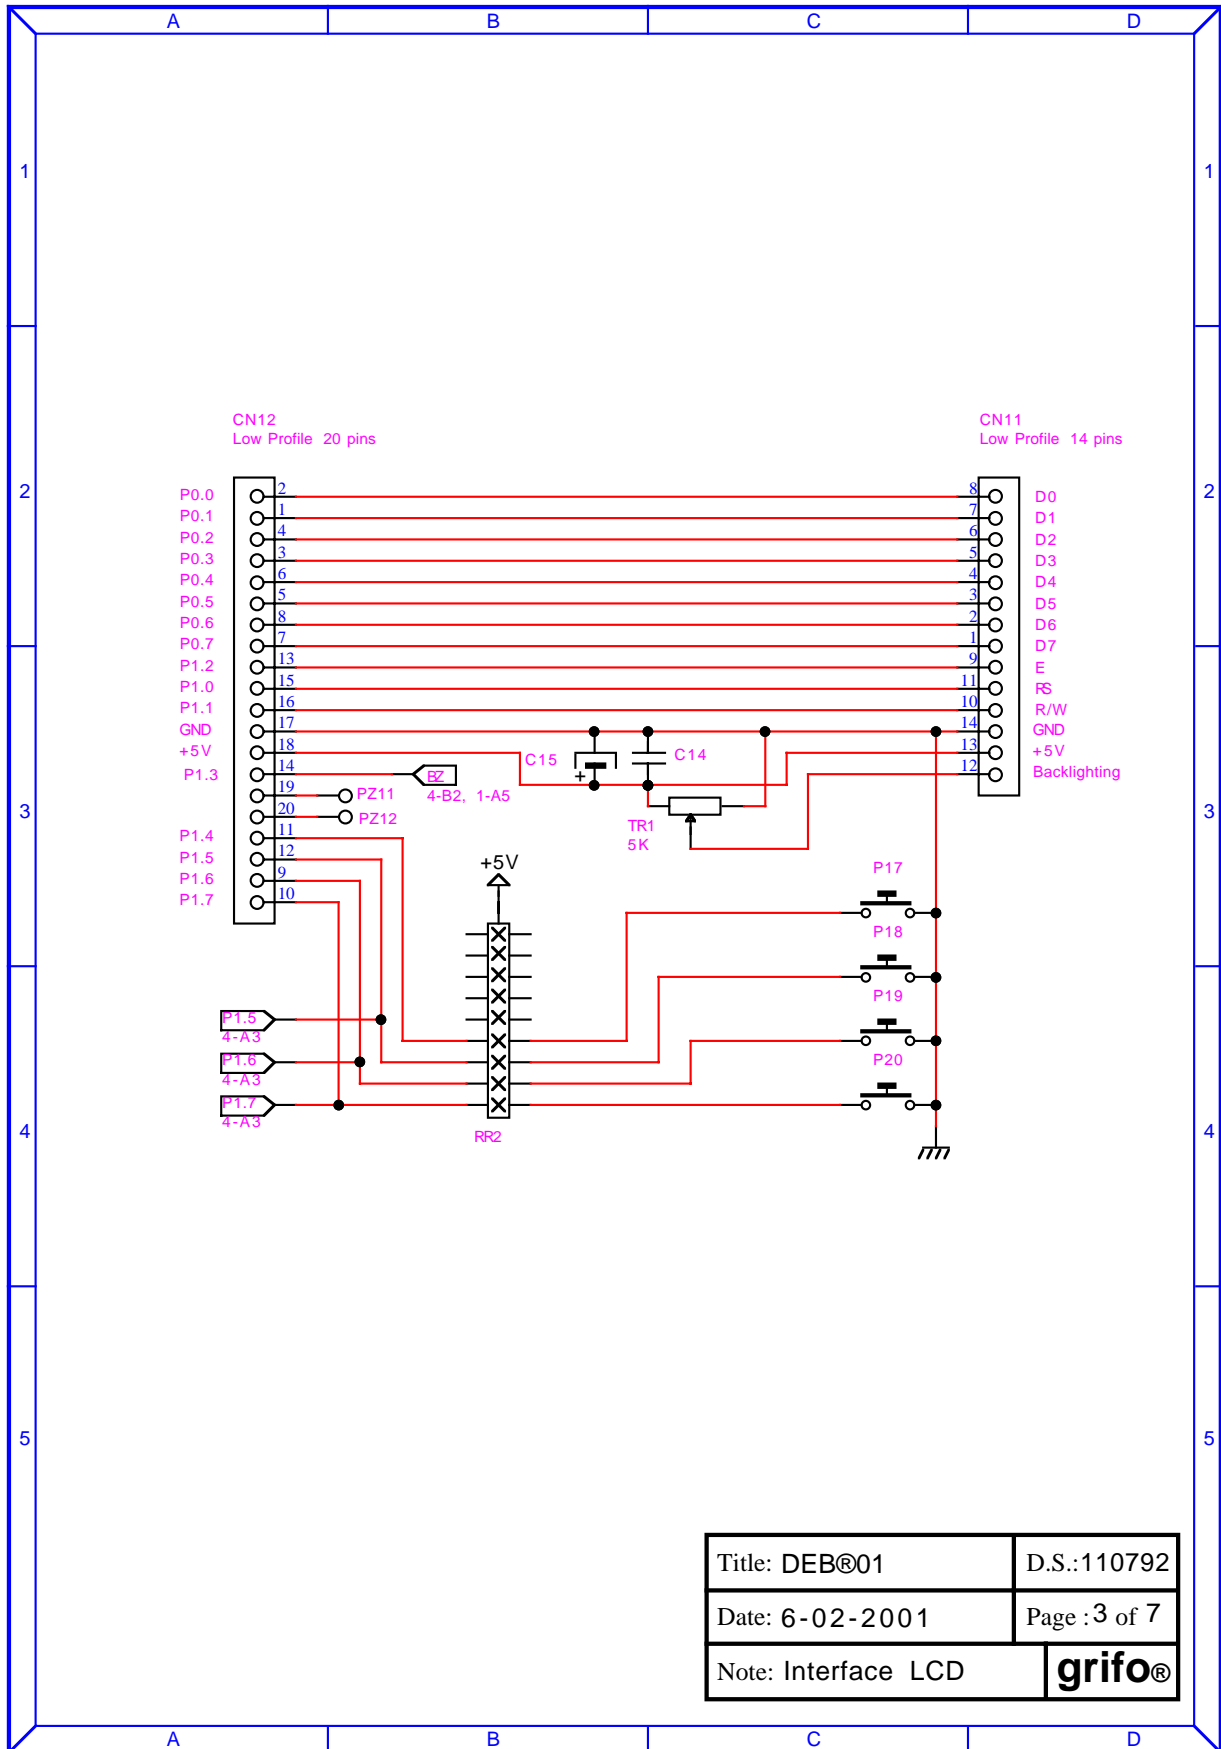 A B C D
1 1
CN12 CN11
Low Profile 20 pins Low Profile 14 pins
2 2
P0.0 2 8 D0
P0.1 1 7 D1
P0.2 4 6 D2
P0.3 3 5 D3
P0.4 6 4 D4
P0.5 5 3 D5
P0.6 8 2 D6
P0.7 7 1 D7
P1.2 13 9 E
P1.0 15 11 RS
P1.1 16 10 R/W
GND 17 14 GND
+5V 18 C15 C14 13 +5V
P1.3 14 BZ 12 Backlighting
+
19 PZ11 4-B2, 1-A5
3 3
20 PZ12
TR1
P1.4 11
5K
P1.5 12
+5V
P1.6 9 P17
P1.7 10
P18
P19
P1.5
4-A3
P1.6 P20
4-A3
P1.7
4-A3
4 4
RR2
5 5
Title: DEB®01 D.S.:110792
Date: 6-02-2001 Page : 3 of 7
Note: Interface LCD grifo®
A B C D